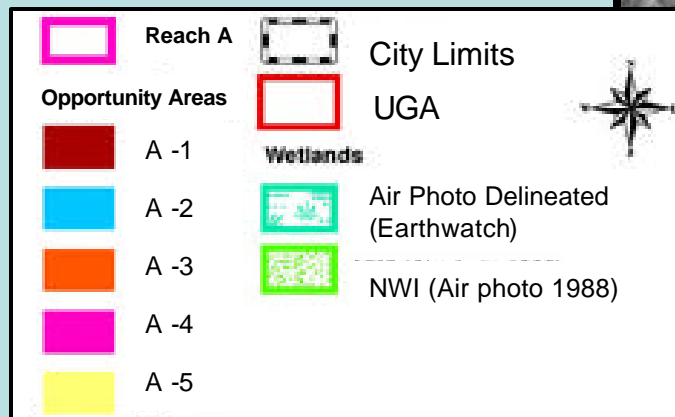 Reach A
Opportunity Areas
A -1
A -2
A -3
A -4
A -5
City Limits
UGA
Wetlands
Air Photo Delineated
(Earthwatch)
NWI (Air photo 1988)